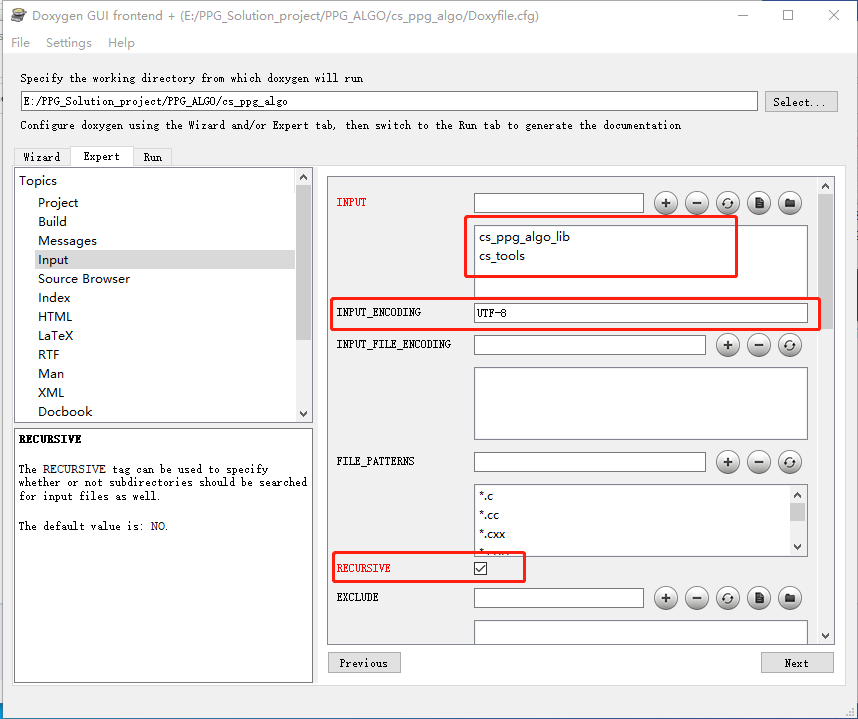 Doxygen GUI frontend + (E:/PPG_Solution_project/PPG_ALGO/cs_ppg_algo/Doxyfile.cfg)
File Settings Help
Specify the working directory from which doxygen will run
E:/PPG_Solution_project/PPG_ALGO/cs_ppg_algo
Select...
Configure doxygen using the Wizard and/or Expert tab, then switch to the Run tab to generate the documentation
Wizard Expert Run
Topics
Project
Build
Messages
Input
Source Browser
Index
HTML
LaTeX
RTF
Man
XML
Docbook
RECURSIVE
The RECURSIVE tag can be used to specify
whether or not subdirectories should be searched
for input files as well.
The default value is: NO.
INPUT
cs_ppg_algo_lib
cs_tools
INPUT_ENCODING
UTF-8
INPUT_FILE_ENCODING
FILE_PATTERNS
*.c
*.cc
*.cxx
RECURSIVE
EXCLUDE
Previous
Next